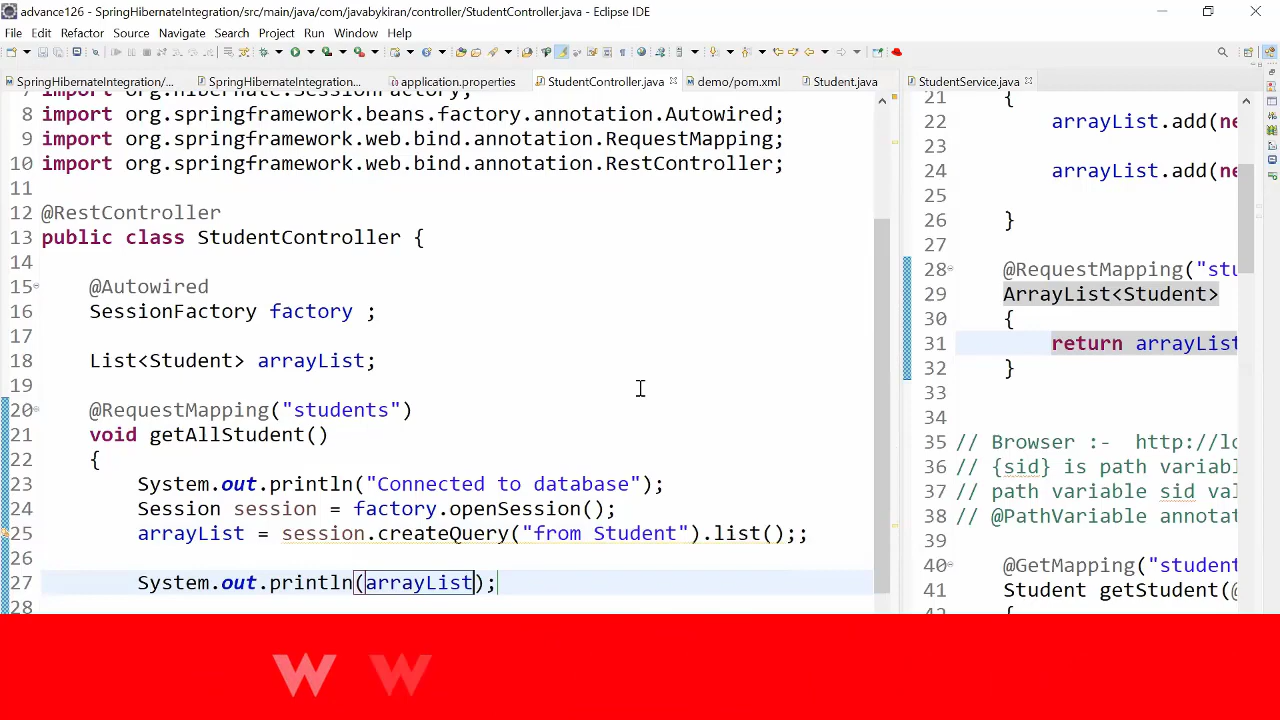 advance126 - SpringHibernateIntegration/src/main/java/com/javabykiran/controller/StudentController.java - Eclipse IDE
File Edit Refactor Source Navigate Search Project Run Window Help
SpringHibernateIntegration/... SpringHibernateIntegration... application.properties StudentController.java demo/pom.xml Student.java
import org.hibernate.SessionFactory;
8 import org.springframework.beans.factory.annotation.Autowired;
9 import org.springframework.web.bind.annotation.RequestMapping;
10 import org.springframework.web.bind.annotation.RestController;
11
12 @RestController
13 public class StudentController {
14
15 @Autowired
16 SessionFactory factory ;
17
18 List<Student> arrayList;
19
20 @RequestMapping("students")
21 void getAllStudent()
22 {
23 System.out.println("Connected to database");
24 Session session = factory.openSession();
25 arrayList = session.createQuery("from Student").list();;
26
27 System.out.println(arrayList);
28
StudentService.java
21 {
22 arrayList.add(ne
23
24 arrayList.add(ne
25
26 }
27
28 @RequestMapping("stu
29 ArrayList<Student>
30 {
31 return arrayList
32 }
33
34
35 // Browser :- http://lo
36 // {sid} is path variabl
37 // path variable sid val
38 // @PathVariable annotat
39
40 @GetMapping("student
41 Student getStudent(@
42 {
W W